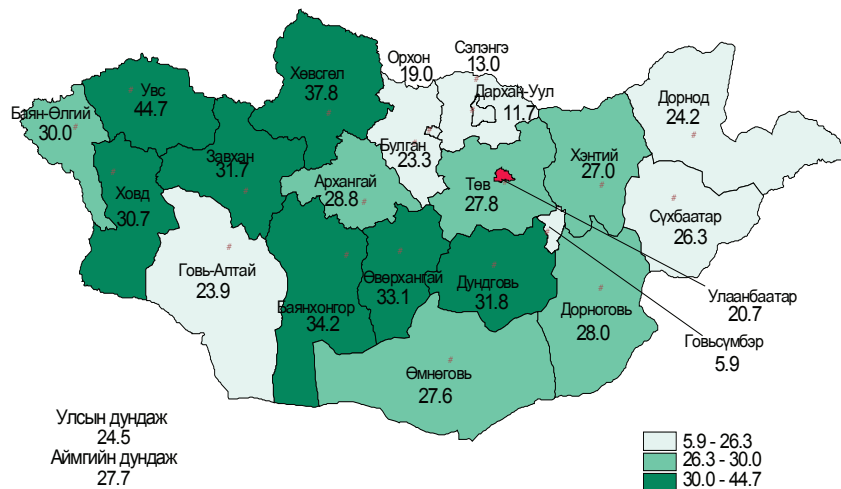 Орхон
19.0
Сэлэнгэ
13.0
Увс
44.7
Хөвсгөл
37.8
Дархан-Уул
11.7
Дорнод
24.2
Баян-Өлгий
30.0
Булган
23.3
Завхан
31.7
Хэнтий
27.0
Архангай
28.8
Төв
27.8
Ховд
30.7
Сүхбаатар
26.3
Говь-Алтай
23.9
Өвөрхангай
33.1
Дундговь
31.8
Баянхонгор
34.2
Дорноговь
28.0
Улаанбаатар
20.7
Говьсүмбэр
5.9
Өмнөговь
27.6
Улсын дундаж
24.5
Аймгийн дундаж
27.7
5.9 - 26.3
26.3 - 30.0
30.0 - 44.7